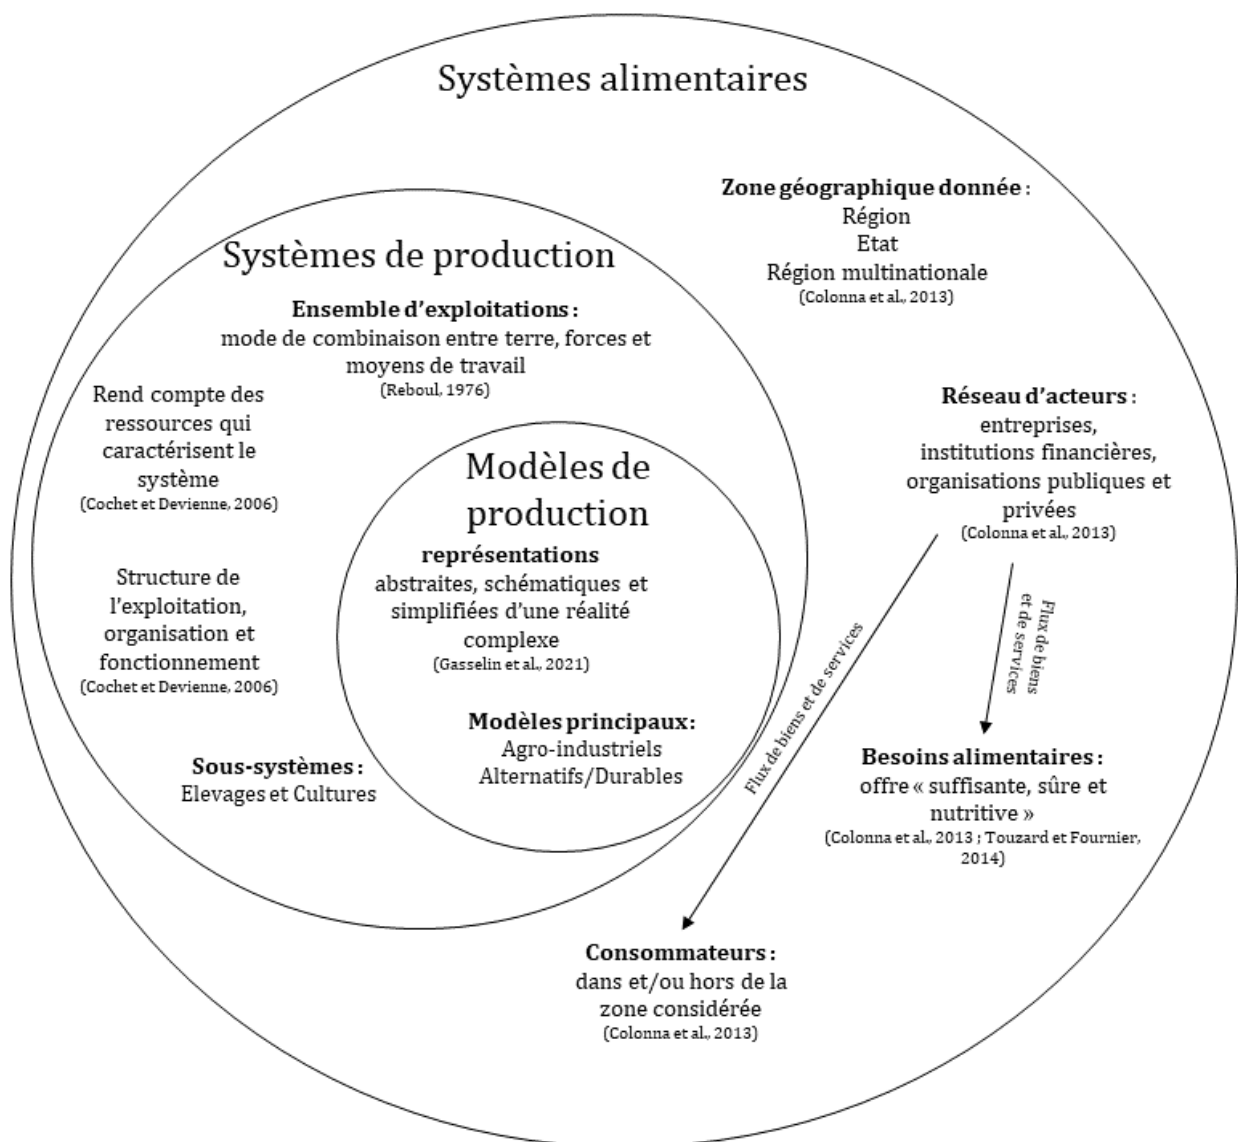 Systèmes alimentaires
Zone géographique donnée :
Région
Etat
Région multinationale
(Colonna et al., 2013)
Systèmes de production
Ensemble d’exploitations :
mode de combinaison entre terre, forces et
moyens de travail
(Reboul, 1976)
Rend compte des
ressources qui
caractérisent le
système
(Cochet et Devienne, 2006)
Réseau d’acteurs :
entreprises,
institutions financières,
organisations publiques et
privées
(Colonna et al., 2013)
Modèles de
production
représentations
abstraites, schématiques et
simplifiées d’une réalité
complexe
(Gasselin et al., 2021)
Structure de
l’exploitation,
organisation et
fonctionnement
(Cochet et Devienne, 2006)
Flux de biens et de services
Flux de biens
et de services
Modèles principaux :
Agro-industriels
Alternatifs/Durables
Sous-systèmes :
Elevages et Cultures
Besoins alimentaires :
offre « suffisante, sûre et
nutritive »
(Colonna et al., 2013 ; Touzard et Fournier,
2014)
Consommateurs :
dans et/ou hors de la
zone considérée
(Colonna et al., 2013)